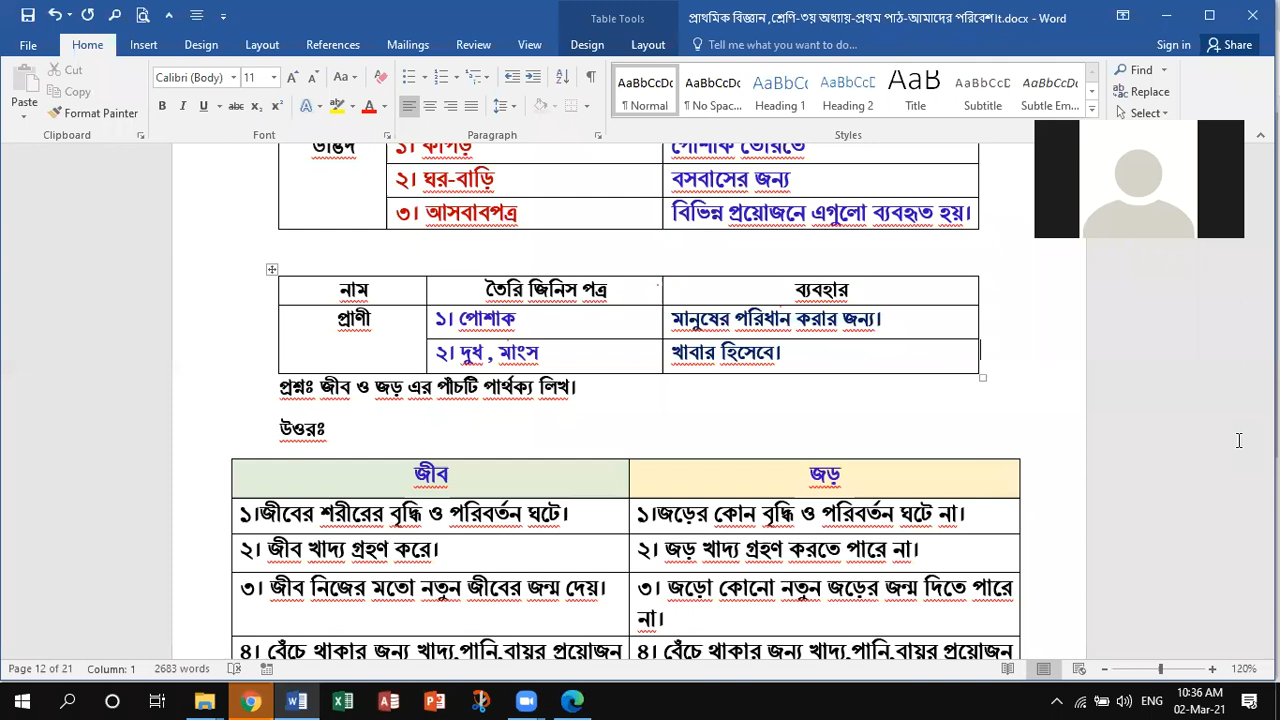 প্রাথমিক বিজ্ঞান ,শ্রেণি-৩য় অধ্যায়-প্রথম পাঠ-আমাদের পরিবেশ lt.docx - Word
Table Tools
File Home Insert Design Layout References Mailings Review View Design Layout Tell me what you want to do... Sign in Share
Paste Cut Copy Format Painter
Calibri (Body) 11
AaBbCcDc AaBbCcDc AaBbCc AaBbCcC AaB AaBbCcD AaBbCcDc
¶ Normal ¶ No Spac... Heading 1 Heading 2 Title Subtitle Subtle Em...
Find Replace Select
Clipboard Font Paragraph Styles
উদ্ভিদ ১। কাপড় পোশাক তৈরিতে
২। ঘর-বাড়ি বসবাসের জন্য
৩। আসবাবপত্র বিভিন্ন প্রয়োজনে এগুলো ব্যবহৃত হয়।
নাম তৈরি জিনিস পত্র ব্যবহার
প্রাণী ১। পোশাক মানুষের পরিধান করার জন্য।
২। দুধ , মাংস খাবার হিসেবে।
প্রশ্নঃ জীব ও জড় এর পাঁচটি পার্থক্য লিখ।
উওরঃ
জীব জড়
১।জীবের শরীরের বৃদ্ধি ও পরিবর্তন ঘটে। ১।জড়ের কোন বৃদ্ধি ও পরিবর্তন ঘটে না।
২। জীব খাদ্য গ্রহণ করে। ২। জড় খাদ্য গ্রহণ করতে পারে না।
৩। জীব নিজের মতো নতুন জীবের জন্ম দেয়। ৩। জড়ো কোনো নতুন জড়ের জন্ম দিতে পারে
না।
৪। বেঁচে থাকার জন্য খাদ্য,পানি,বায়ুর প্রয়োজন ৪। বেঁচে থাকার জন্য খাদ্য,পানি,বায়ুর প্রয়োজন
Page 12 of 21 Column: 1 2683 words 120%
ENG 10:36 AM
02-Mar-21